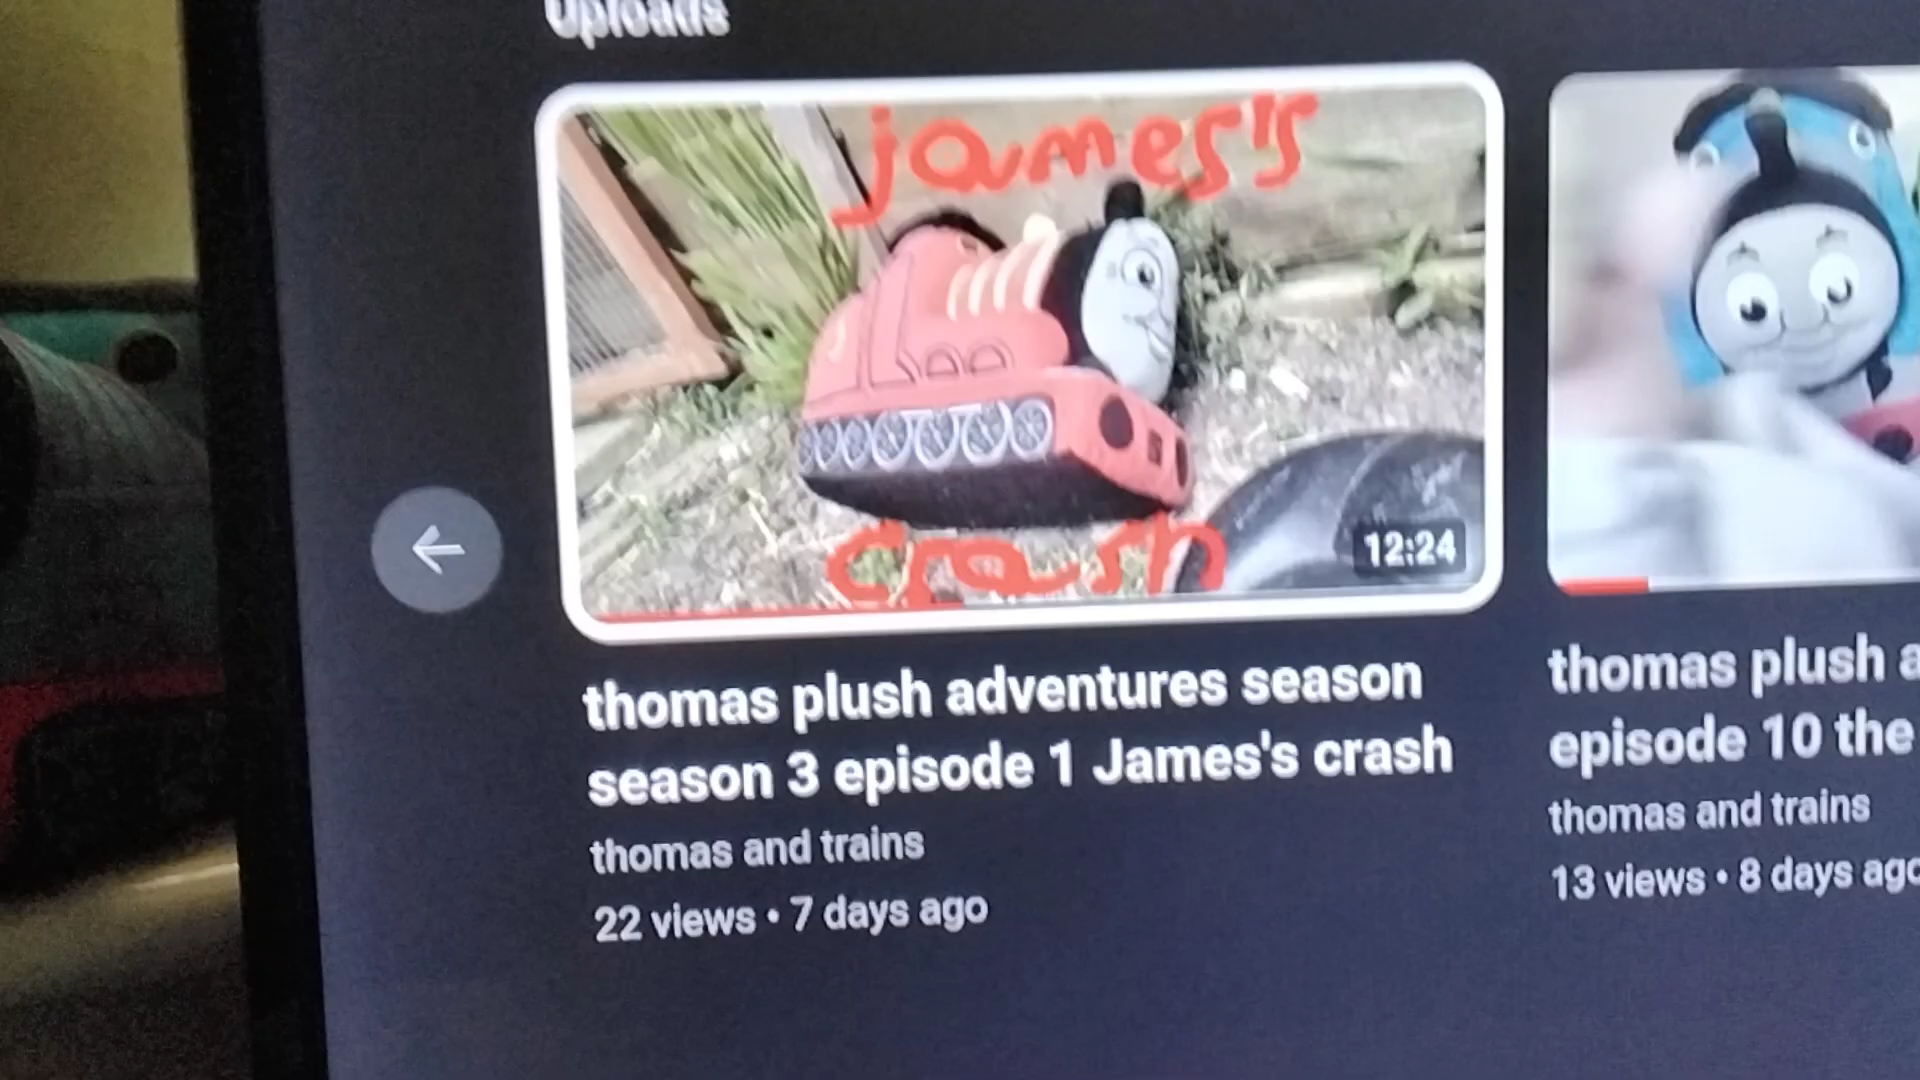 Uploads
james's
crash
12:24
thomas plush adventures season
season 3 episode 1 James's crash
thomas and trains
22 views • 7 days ago
thomas plush a
episode 10 the
thomas and trains
13 views • 8 days ago